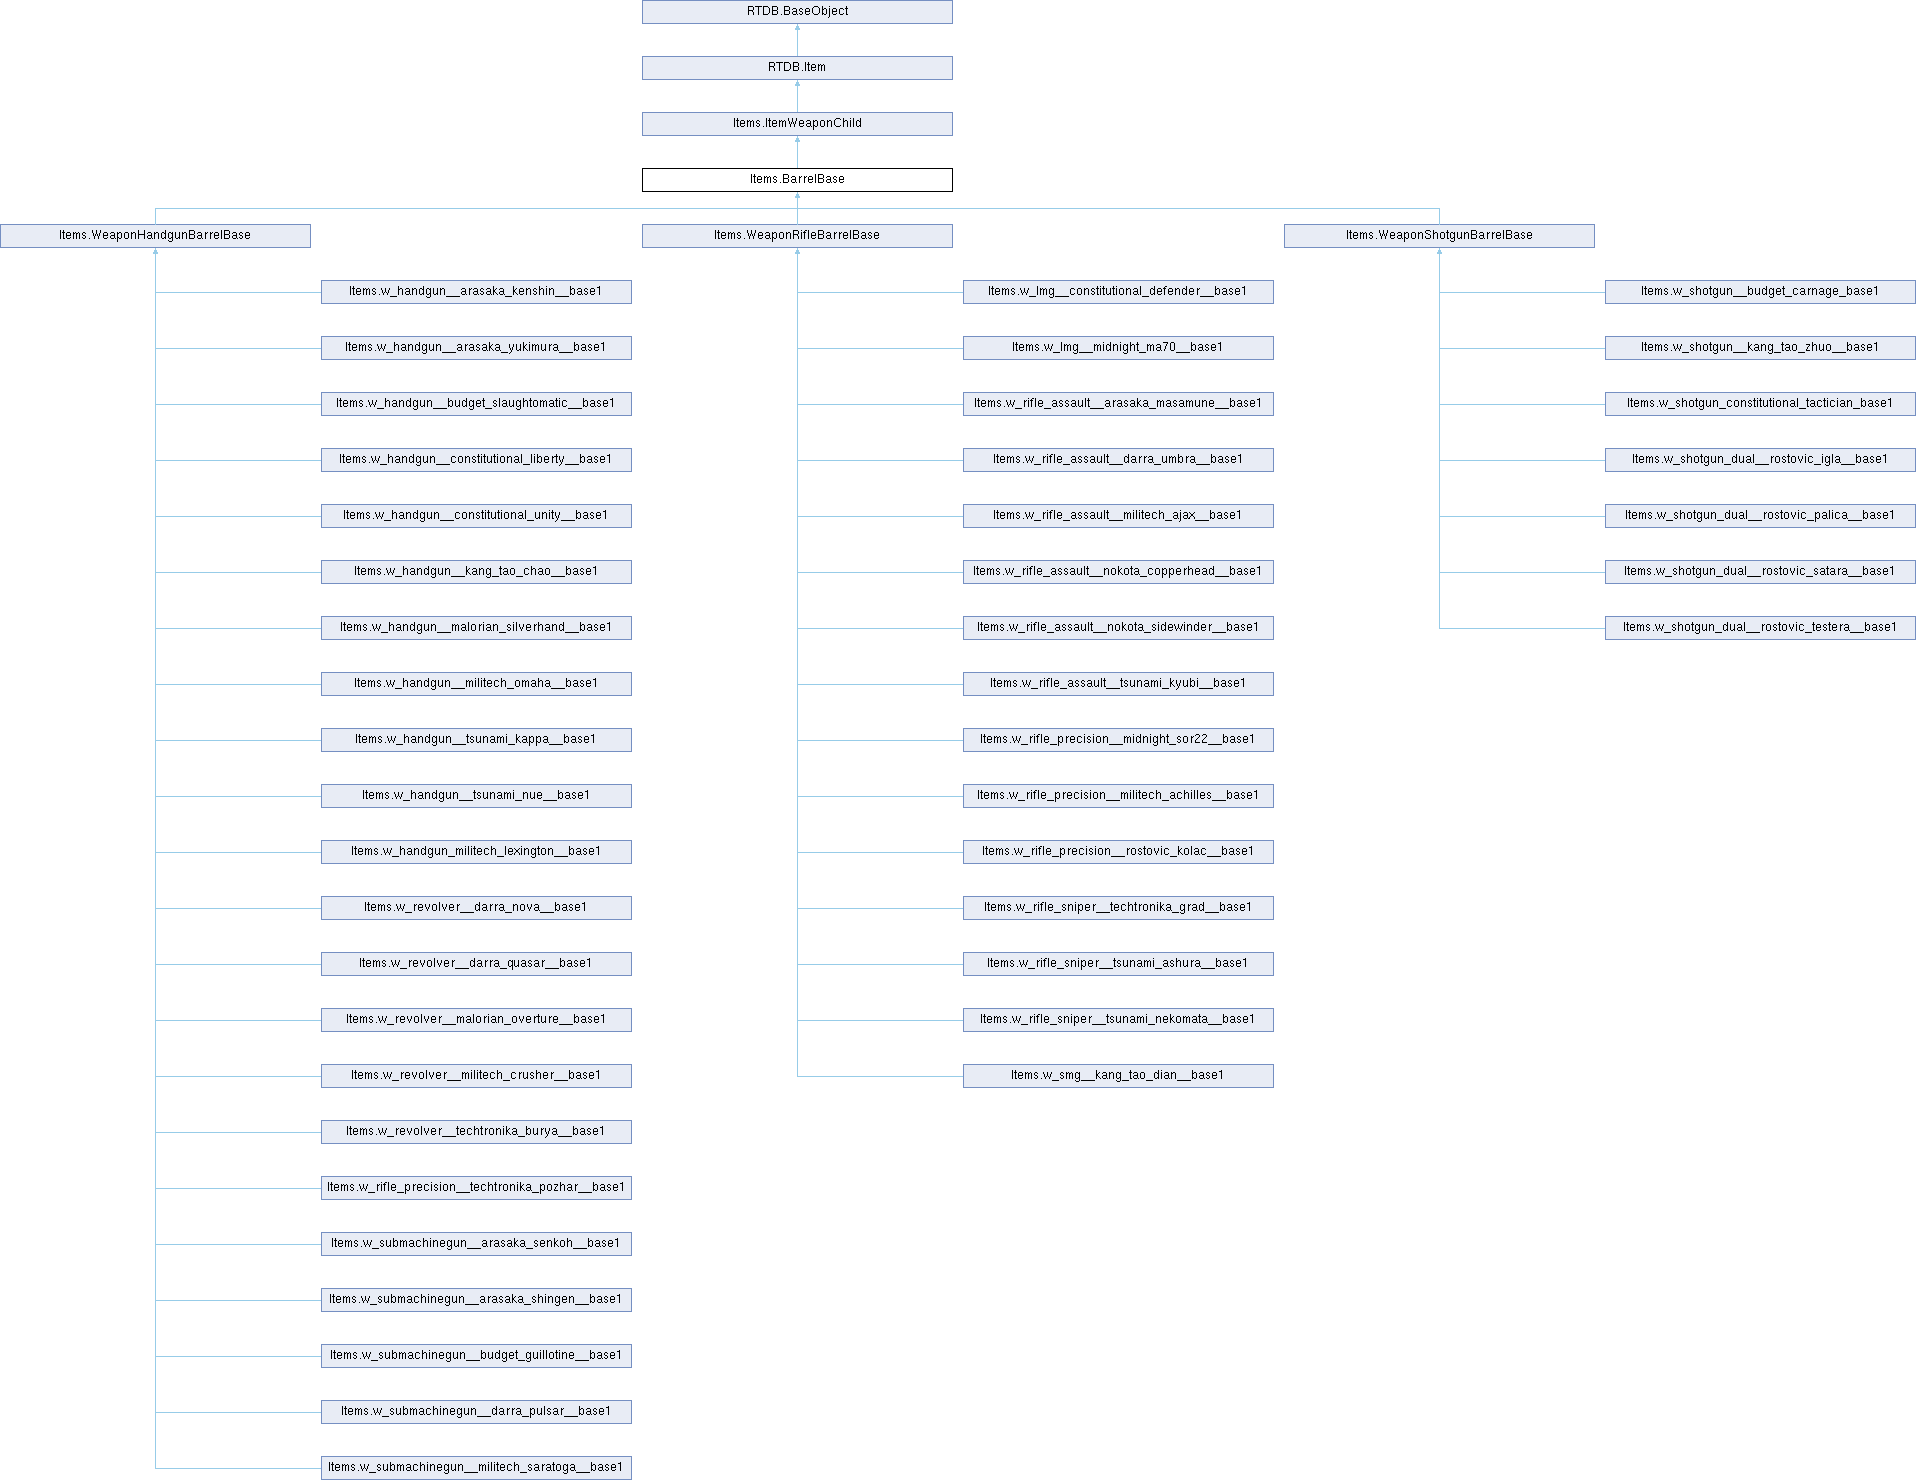 RTDB.BaseObject
RTDB.Item
Items.ItemWeaponChild
Items.BarrelBase
Items.WeaponHandgunBarrelBase
Items.WeaponRifleBarrelBase
Items.WeaponShotgunBarrelBase
Items.w_handgun__arasaka_kenshin__base1
Items.w_handgun__arasaka_yukimura__base1
Items.w_handgun__budget_slaughtomatic__base1
Items.w_handgun__constitutional_liberty__base1
Items.w_handgun__constitutional_unity__base1
Items.w_handgun__kang_tao_chao__base1
Items.w_handgun__malorian_silverhand__base1
Items.w_handgun__militech_omaha__base1
Items.w_handgun__tsunami_kappa__base1
Items.w_handgun__tsunami_nue__base1
Items.w_handgun_militech_lexington__base1
Items.w_revolver__darra_nova__base1
Items.w_revolver__darra_quasar__base1
Items.w_revolver__malorian_overture__base1
Items.w_revolver__militech_crusher__base1
Items.w_revolver__techtronika_burya__base1
Items.w_rifle_precision__techtronika_pozhar__base1
Items.w_submachinegun__arasaka_senkoh__base1
Items.w_submachinegun__arasaka_shingen__base1
Items.w_submachinegun__budget_guillotine__base1
Items.w_submachinegun__darra_pulsar__base1
Items.w_submachinegun__militech_saratoga__base1
Items.w_lmg__constitutional_defender__base1
Items.w_lmg__midnight_ma70__base1
Items.w_rifle_assault__arasaka_masamune__base1
Items.w_rifle_assault__darra_umbra__base1
Items.w_rifle_assault__militech_ajax__base1
Items.w_rifle_assault__nokota_copperhead__base1
Items.w_rifle_assault__nokota_sidewinder__base1
Items.w_rifle_assault__tsunami_kyubi__base1
Items.w_rifle_precision__midnight_sor22__base1
Items.w_rifle_precision__militech_achilles__base1
Items.w_rifle_precision__rostovic_kolac__base1
Items.w_rifle_sniper__techtronika_grad__base1
Items.w_rifle_sniper__tsunami_ashura__base1
Items.w_rifle_sniper__tsunami_nekomata__base1
Items.w_smg__kang_tao_dian__base1
Items.w_shotgun__budget_carnage_base1
Items.w_shotgun__kang_tao_zhuo__base1
Items.w_shotgun_constitutional_tactician_base1
Items.w_shotgun_dual__rostovic_igla__base1
Items.w_shotgun_dual__rostovic_palica__base1
Items.w_shotgun_dual__rostovic_satara__base1
Items.w_shotgun_dual__rostovic_testera__base1